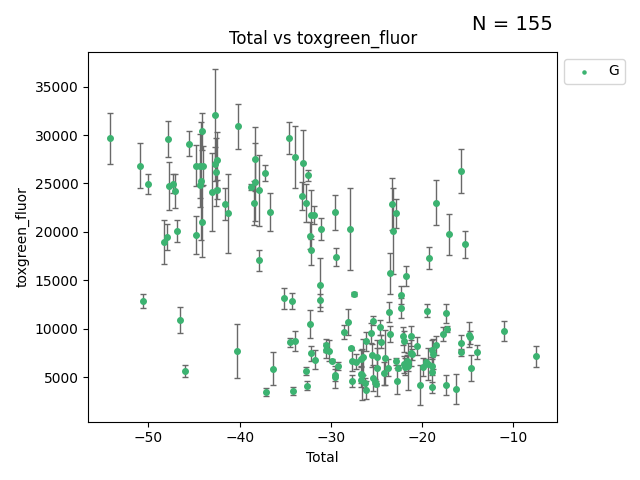 N = 155
Total vs toxgreen_fluor
G
35000
30000
25000
20000
15000
10000
5000
toxgreen_fluor
−50 −40 −30 −20 −10
Total